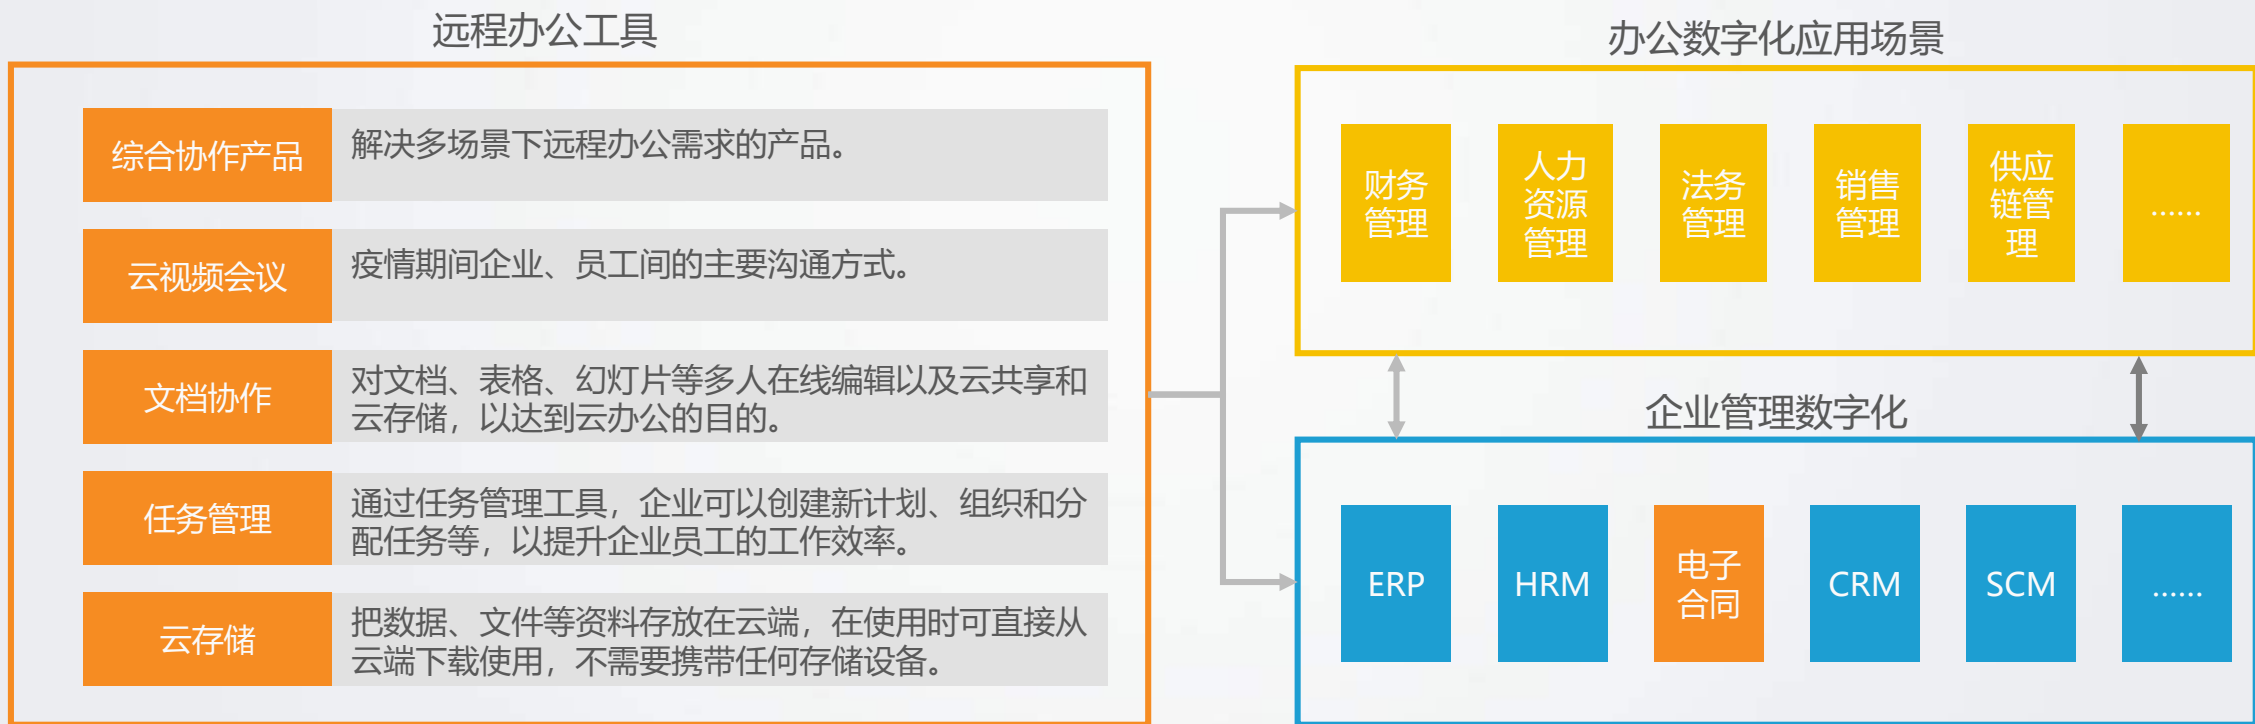 远程办公工具
综合协作产品
解决多场景下远程办公需求的产品。
云视频会议
疫情期间企业、员工间的主要沟通方式。
文档协作
对文档、表格、幻灯片等多人在线编辑以及云共享和
云存储，以达到云办公的目的。
任务管理
通过任务管理工具，企业可以创建新计划、组织和分
配任务等，以提升企业员工的工作效率。
云存储
把数据、文件等资料存放在云端，在使用时可直接从
云端下载使用，不需要携带任何存储设备。
办公数字化应用场景
财务
管理
人力
资源
管理
法务
管理
销售
管理
供应
链管
理
……
企业管理数字化
ERP
HRM
电子
合同
CRM
SCM
……